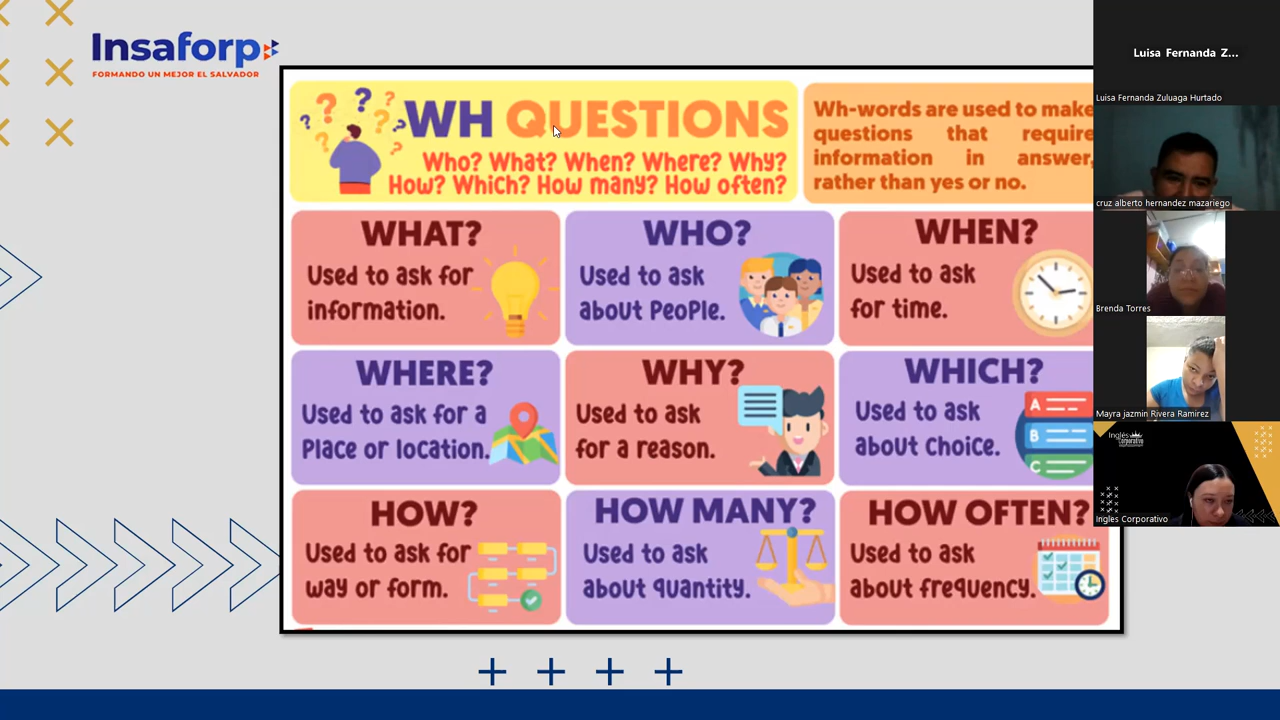 Insaforp
FORMANDO UN MEJOR EL SALVADOR
WH QUESTIONS
Who? What? When? Where? Why?
How? Which? How many? How often?
Wh-words are used to make
questions that require
information in answer,
rather than yes or no.
WHAT?
Used to ask for
information.
WHO?
Used to ask
about People.
WHEN?
Used to ask
for time.
WHERE?
Used to ask for a
Place or location.
WHY?
Used to ask
for a reason.
WHICH?
Used to ask
about Choice.
A
B
C
HOW?
Used to ask for
way or form.
HOW MANY?
Used to ask
about quantity.
HOW OFTEN?
Used to ask
about frequency.
Luisa Fernanda Z...
Luisa Fernanda Zuluaga Hurtado
cruz alberto hernandez mazariego
Brenda Torres
Mayra jazmin Rivera Ramirez
Inglés
Corporativo
Ingles Corporativo